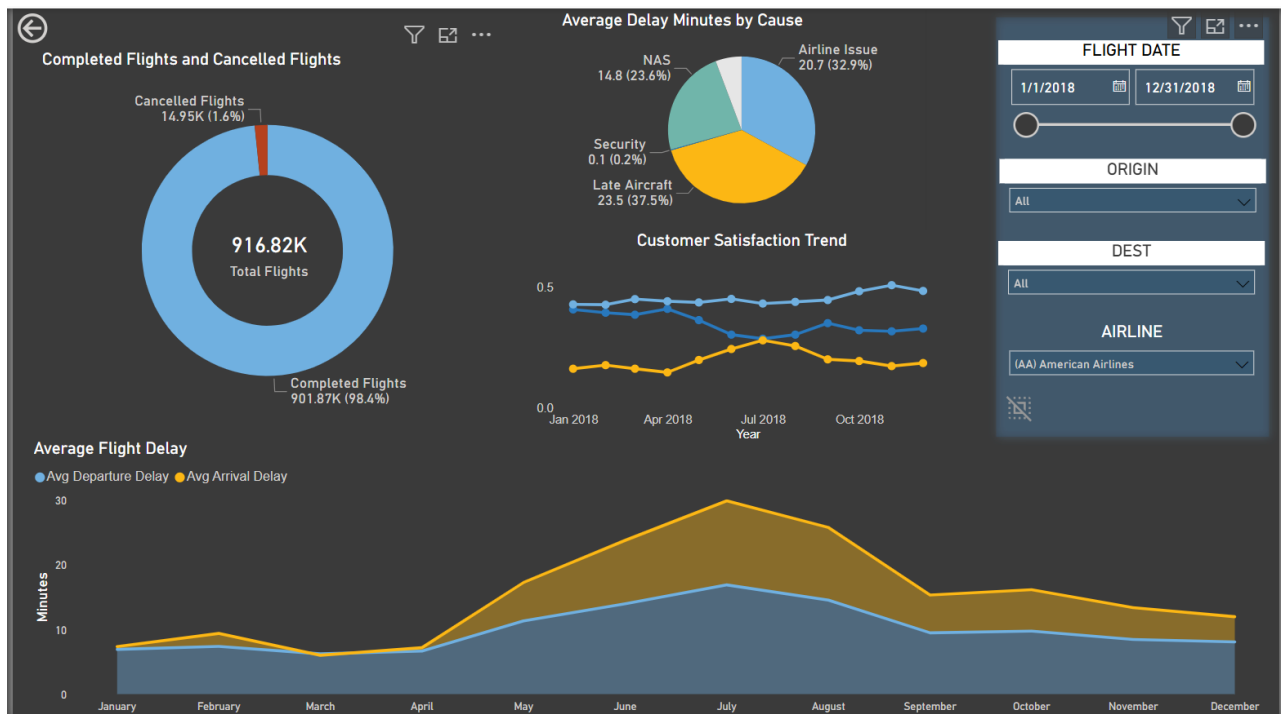 Completed Flights and Cancelled Flights
Cancelled Flights
14.95K (1.6%)
916.82K
Total Flights
Completed Flights
901.87K (98.4%)
Average Delay Minutes by Cause
NAS
14.8 (23.6%)
Airline Issue
20.7 (32.9%)
Security
0.1 (0.2%)
Late Aircraft
23.5 (37.5%)
Customer Satisfaction Trend
0.5
0.0
Jan 2018 Apr 2018 Jul 2018 Oct 2018
Year
FLIGHT DATE
1/1/2018 12/31/2018
ORIGIN
All
DEST
All
AIRLINE
(AA) American Airlines
Average Flight Delay
Avg Departure Delay Avg Arrival Delay
Minutes
30
20
10
0
January February March April May June July August September October November December